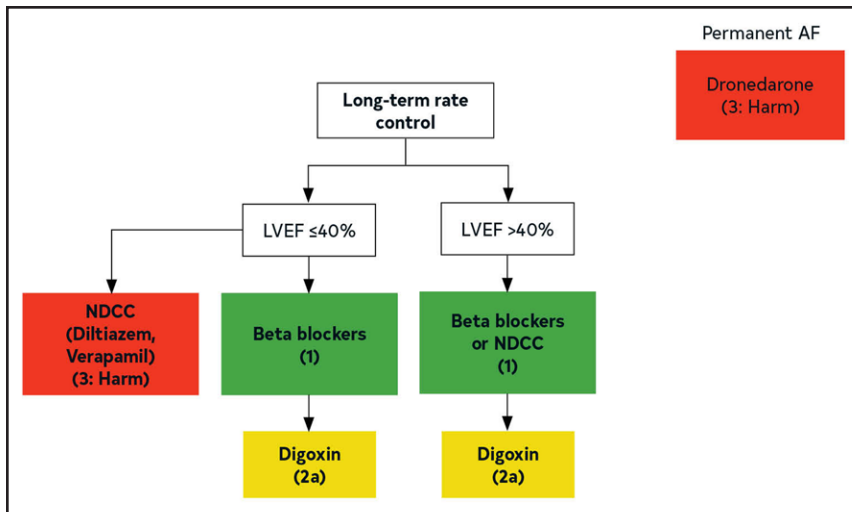 Permanent AF
Dronedarone
(3: Harm)
Long-term rate
control
LVEF ≤40%
LVEF >40%
NDCC
(Diltiazem,
Verapamil)
(3: Harm)
Beta blockers
(1)
Beta blockers
or NDCC
(1)
Digoxin
(2a)
Digoxin
(2a)